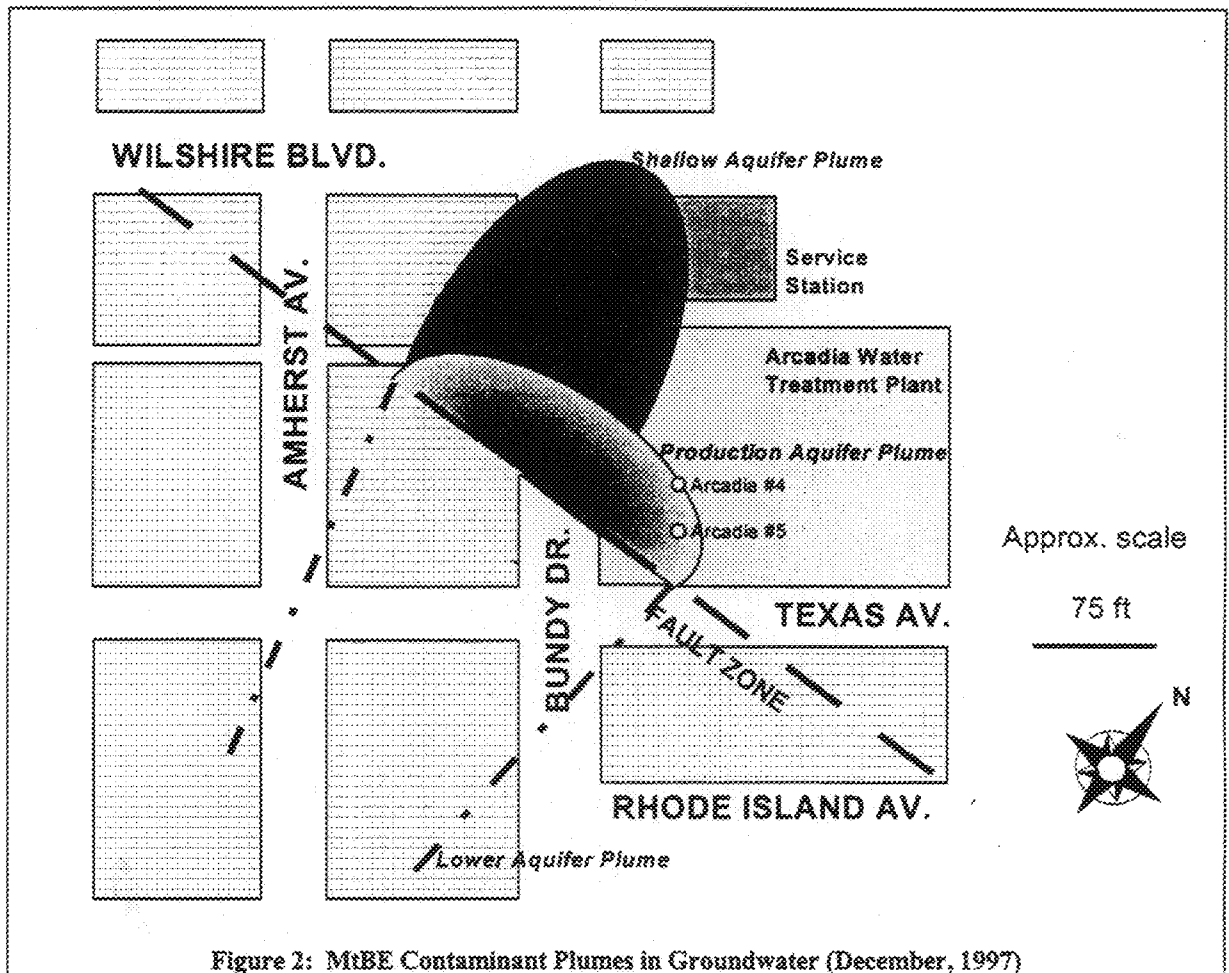 WILSHIRE BLVD.
Shallow Aquifer Plume
Service
Station
AMHERST AV.
Arcadia Water
Treatment Plant
Production Aquifer Plume
Arcadia #4
Arcadia #5
Approx. scale
75 ft
BUNDY DR.
TEXAS AV.
FAULT ZONE
N
RHODE ISLAND AV.
Lower Aquifer Plume
Figure 2: MtBE Contaminant Plumes in Groundwater (December, 1997)